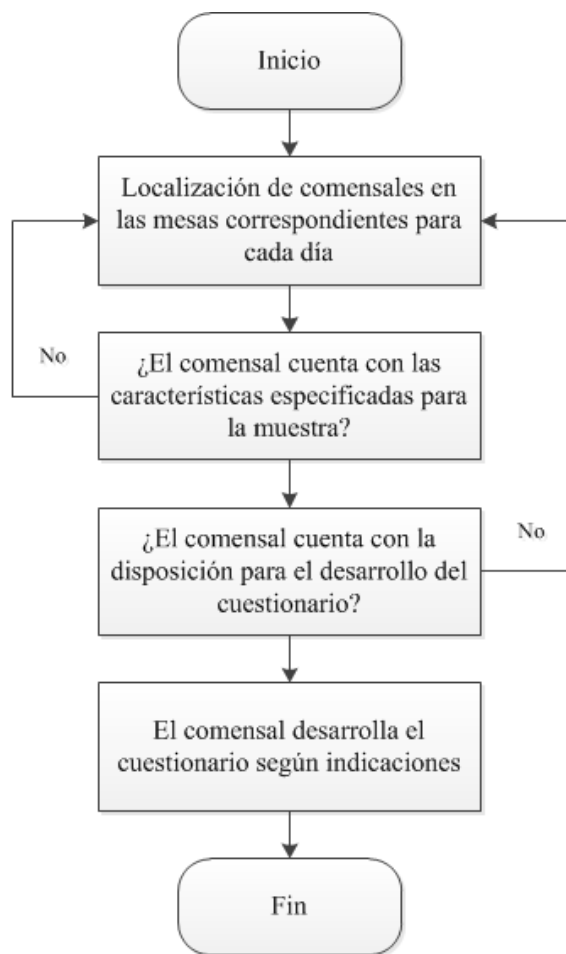 Inicio
Localización de comensales en
las mesas correspondientes para
cada día
No
¿El comensal cuenta con las
características especificadas para
la muestra?
¿El comensal cuenta con la
disposición para el desarrollo del
cuestionario?
No
El comensal desarrolla el
cuestionario según indicaciones
Fin